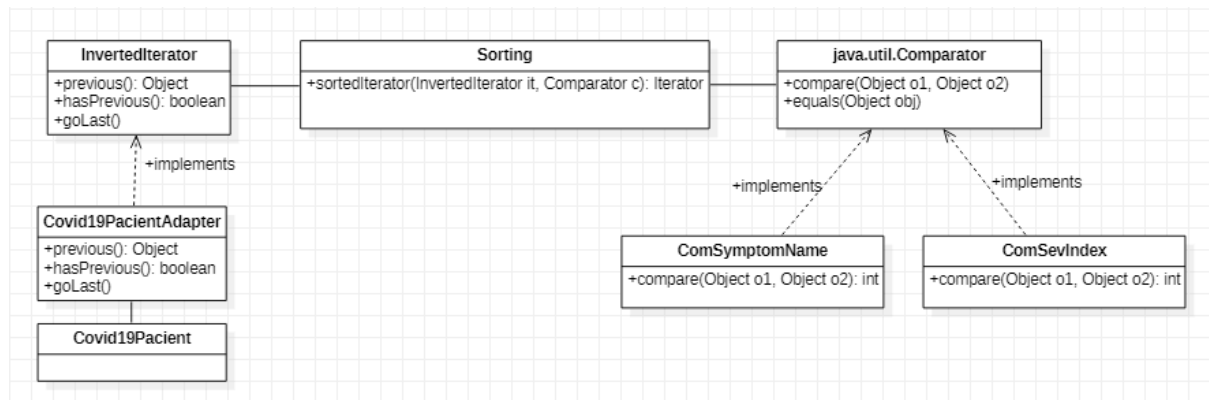 InvertedIterator
+previous(): Object
+hasPrevious(): boolean
+goLast()
Sorting
+sortedIterator(InvertedIterator it, Comparator c): Iterator
java.util.Comparator
+compare(Object o1, Object o2)
+equals(Object obj)
+implements
+implements
+implements
Covid19PacientAdapter
+previous(): Object
+hasPrevious(): boolean
+goLast()
ComSymptomName
+compare(Object o1, Object o2): int
ComSevIndex
+compare(Object o1, Object o2): int
Covid19Pacient